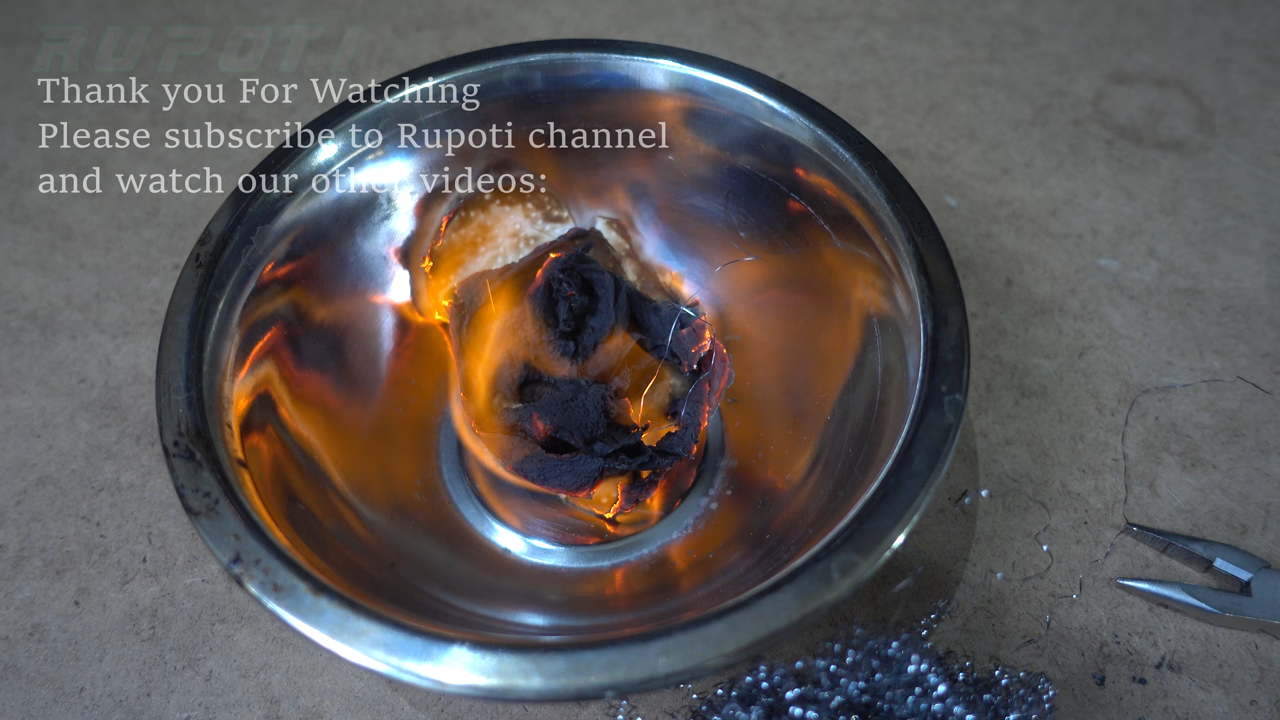 RUPOTI
Thank you For Watching
Please subscribe to Rupoti channel
and watch our other videos: